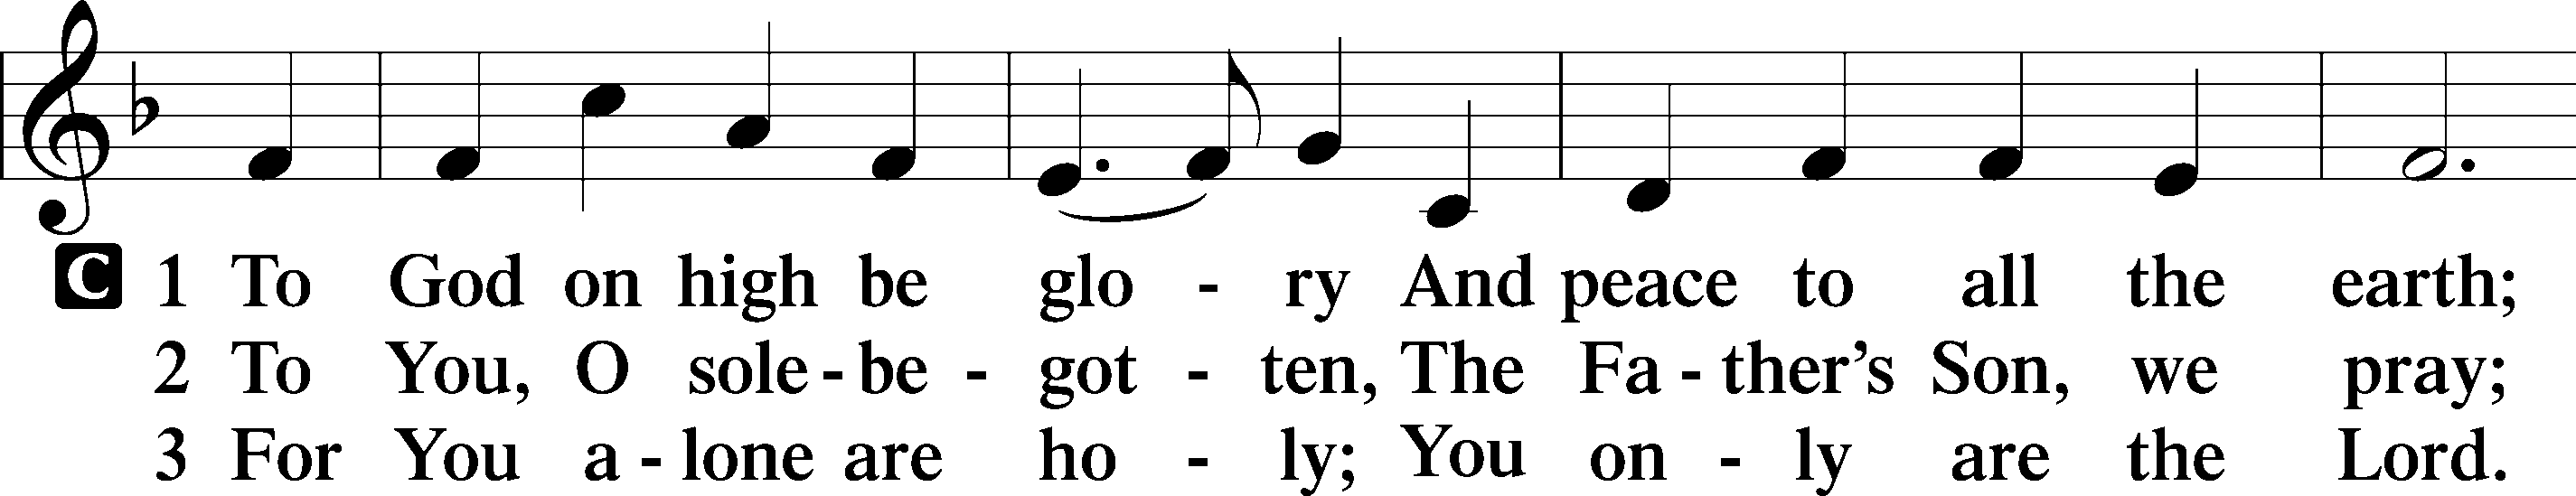 C 1 To God on high be glo - ry And peace to all the earth;
2 To You, O sole - be - got - ten, The Fa - ther’s Son, we pray;
3 For You a - lone are ho - ly; You on - ly are the Lord.